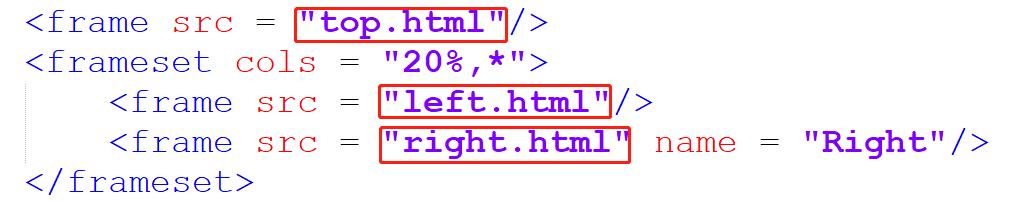 <frame src = "top.html"/>
<frameset cols = "20%,*">
<frame src = "left.html"/>
<frame src = "right.html" name = "Right"/>
</frameset>